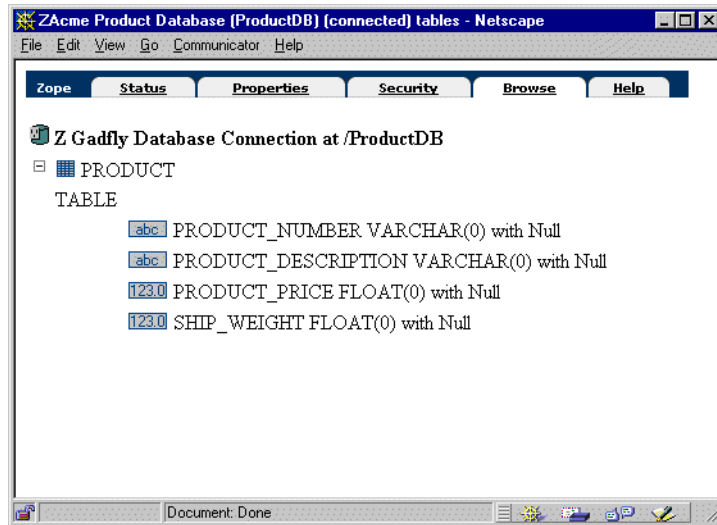 ZAcme Product Database (ProductDB) (connected) tables - Netscape
File Edit View Go Communicator Help
Zope Status Properties Security Browse Help
Z Gadfly Database Connection at /ProductDB
PRODUCT
TABLE
abc PRODUCT_NUMBER VARCHAR(0) with Null
abc PRODUCT_DESCRIPTION VARCHAR(0) with Null
123.0 PRODUCT_PRICE FLOAT(0) with Null
123.0 SHIP_WEIGHT FLOAT(0) with Null
Document: Done